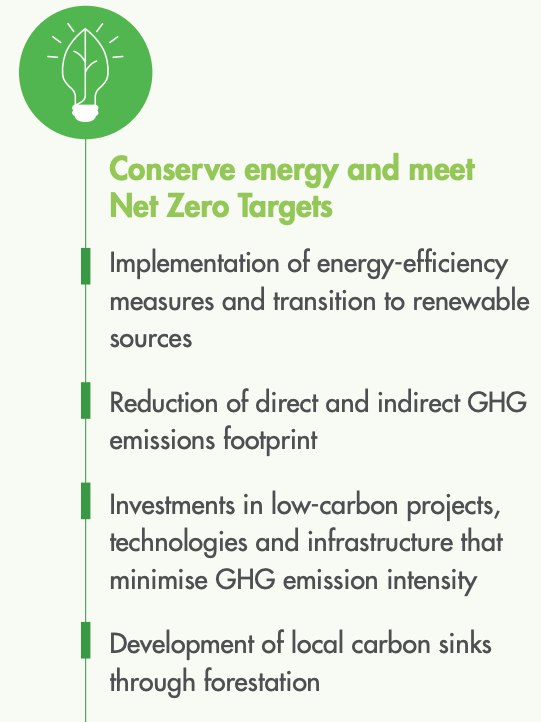 Conserve energy and meet
Net Zero Targets
Implementation of energy-efficiency
measures and transition to renewable
sources
Reduction of direct and indirect GHG
emissions footprint
Investments in low-carbon projects,
technologies and infrastructure that
minimise GHG emission intensity
Development of local carbon sinks
through forestation